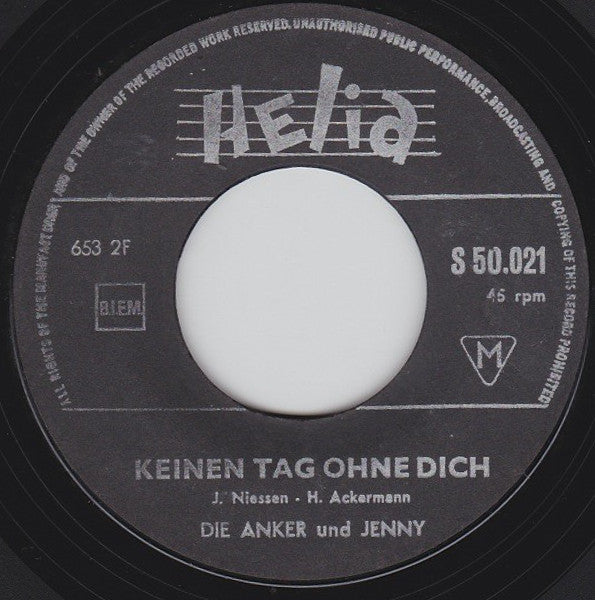 ALL RIGHTS OF THE MANUFACTURER AND OF THE OWNER OF THE RECORDED WORK RESERVED. UNAUTHORISED PUBLIC PERFORMANCE, BROADCASTING AND COPYING OF THIS RECORD PROHIBITED
Helia
653 2F
S 50.021
B.I.E.M.
45 rpm
M
KEINEN TAG OHNE DICH
J. Niessen - H. Ackermann
DIE ANKER und JENNY